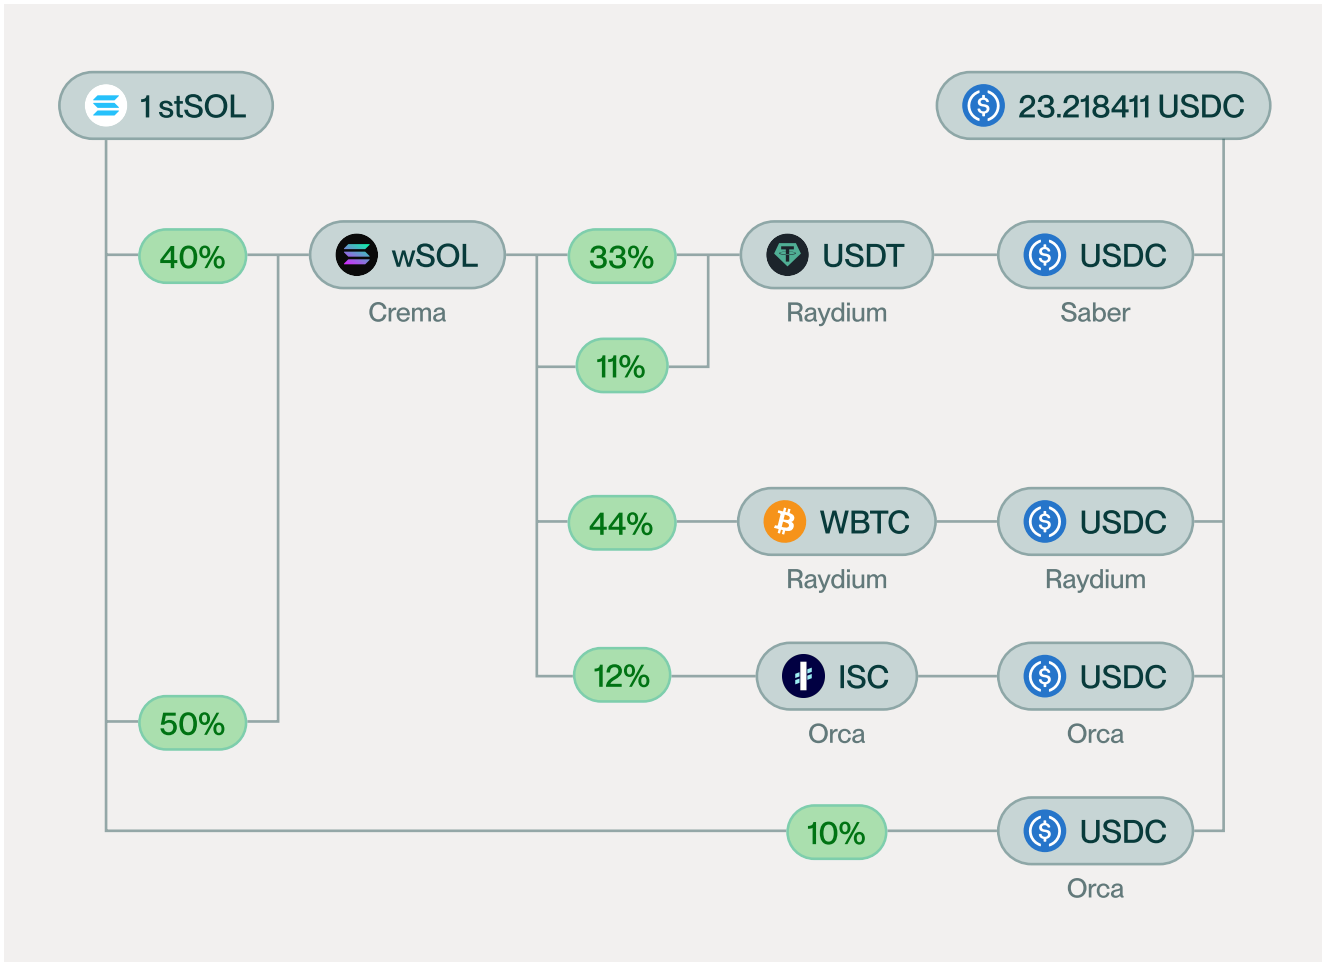 1 stSOL
23.218411 USDC
40%
wSOL
Crema
33%
USDT
Raydium
USDC
Saber
11%
44%
WBTC
Raydium
USDC
Raydium
12%
ISC
Orca
USDC
Orca
50%
10%
USDC
Orca